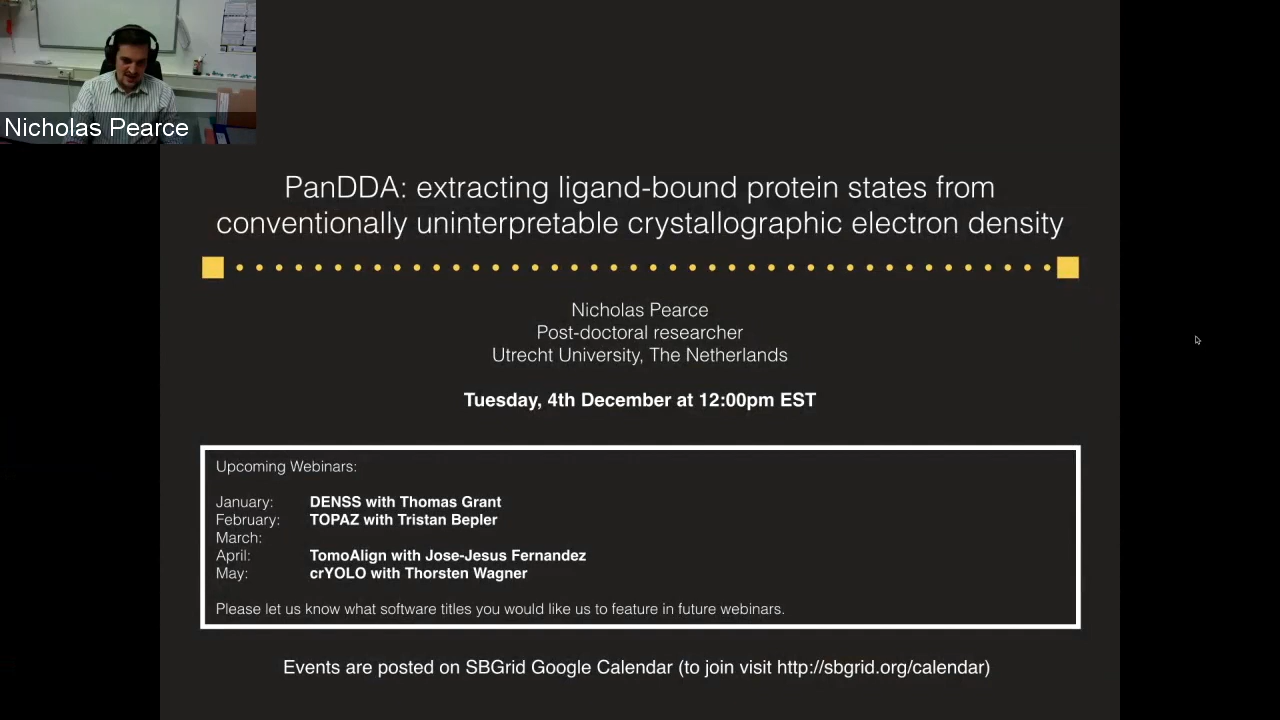 Nicholas Pearce
PanDDA: extracting ligand-bound protein states from
conventionally uninterpretable crystallographic electron density
Nicholas Pearce
Post-doctoral researcher
Utrecht University, The Netherlands
Tuesday, 4th December at 12:00pm EST
Upcoming Webinars:
January: DENSS with Thomas Grant
February: TOPAZ with Tristan Bepler
March:
April: TomoAlign with Jose-Jesus Fernandez
May: crYOLO with Thorsten Wagner
Please let us know what software titles you would like us to feature in future webinars.
Events are posted on SBGrid Google Calendar (to join visit http://sbgrid.org/calendar)